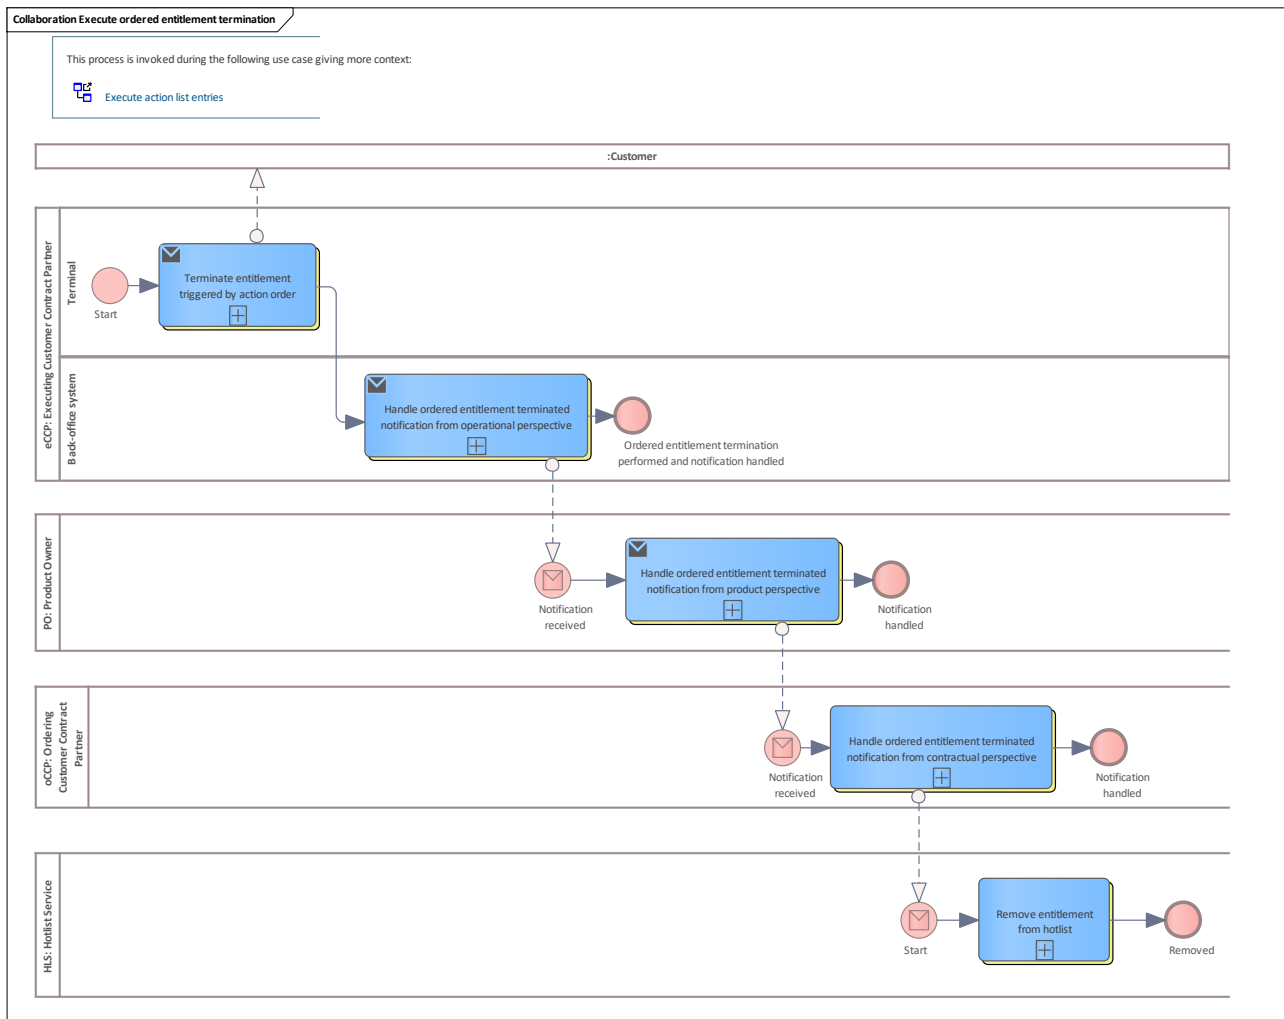 Collaboration Execute ordered entitlement termination
This process is invoked during the following use case giving more context:
Execute action list entries
:Customer
eCCP: Executing Customer Contract Partner
Terminal
Start
Terminate entitlement
triggered by action order
Back-office system
Handle ordered entitlement terminated
notification from operational perspective
Ordered entitlement termination
performed and notification handled
PO: Product Owner
Notification
received
Handle ordered entitlement terminated
notification from product perspective
Notification
handled
oCCP: Ordering
Customer Contract
Partner
Notification
received
Handle ordered entitlement terminated
notification from contractual perspective
Notification
handled
HLS: Hotlist Service
Start
Remove entitlement
from hotlist
Removed